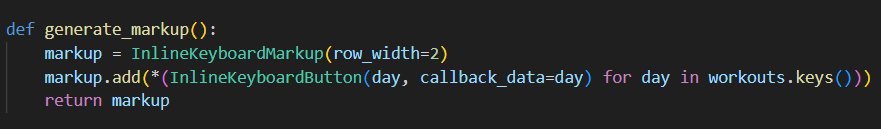 def generate_markup():
    markup = InlineKeyboardMarkup(row_width=2)
    markup.add(*(InlineKeyboardButton(day, callback_data=day) for day in workouts.keys()))
    return markup